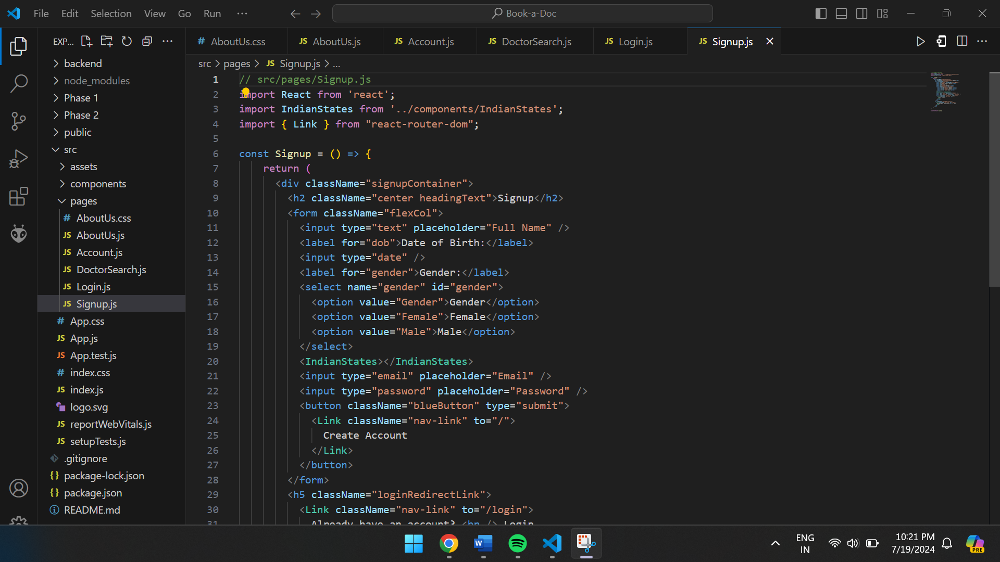 File Edit Selection View Go Run ···
Book-a-Doc
EXP...
AboutUs.css
AboutUs.js
Account.js
DoctorSearch.js
Login.js
Signup.js
src > pages > JS Signup.js > ...
backend
node_modules
Phase 1
Phase 2
public
src
assets
components
pages
# AboutUs.css
JS AboutUs.js
JS Account.js
JS DoctorSearch.js
JS Login.js
JS Signup.js
# App.css
JS App.js
JS App.test.js
# index.css
JS index.js
logo.svg
JS reportWebVitals.js
JS setupTests.js
.gitignore
{} package-lock.json
{} package.json
README.md
1 // src/pages/Signup.js
2 import React from 'react';
3 import IndianStates from '../components/IndianStates';
4 import { Link } from "react-router-dom";
5
6 const Signup = () => {
7 return (
8 <div className="signupContainer">
9 <h2 className="center headingText">Signup</h2>
10 <form className="flexCol">
11 <input type="text" placeholder="Full Name" />
12 <label for="dob">Date of Birth:</label>
13 <input type="date" />
14 <label for="gender">Gender:</label>
15 <select name="gender" id="gender">
16 <option value="Gender">Gender</option>
17 <option value="Female">Female</option>
18 <option value="Male">Male</option>
19 </select>
20 <IndianStates></IndianStates>
21 <input type="email" placeholder="Email" />
22 <input type="password" placeholder="Password" />
23 <button className="blueButton" type="submit">
24 <Link className="nav-link" to="/">
25 Create Account
26 </Link>
27 </button>
28 </form>
29 <h5 className="loginRedirectLink">
30 <Link className="nav-link" to="/login">
31 Already have an account? <br /> Login
ENG
IN
10:21 PM
7/19/2024
PRE